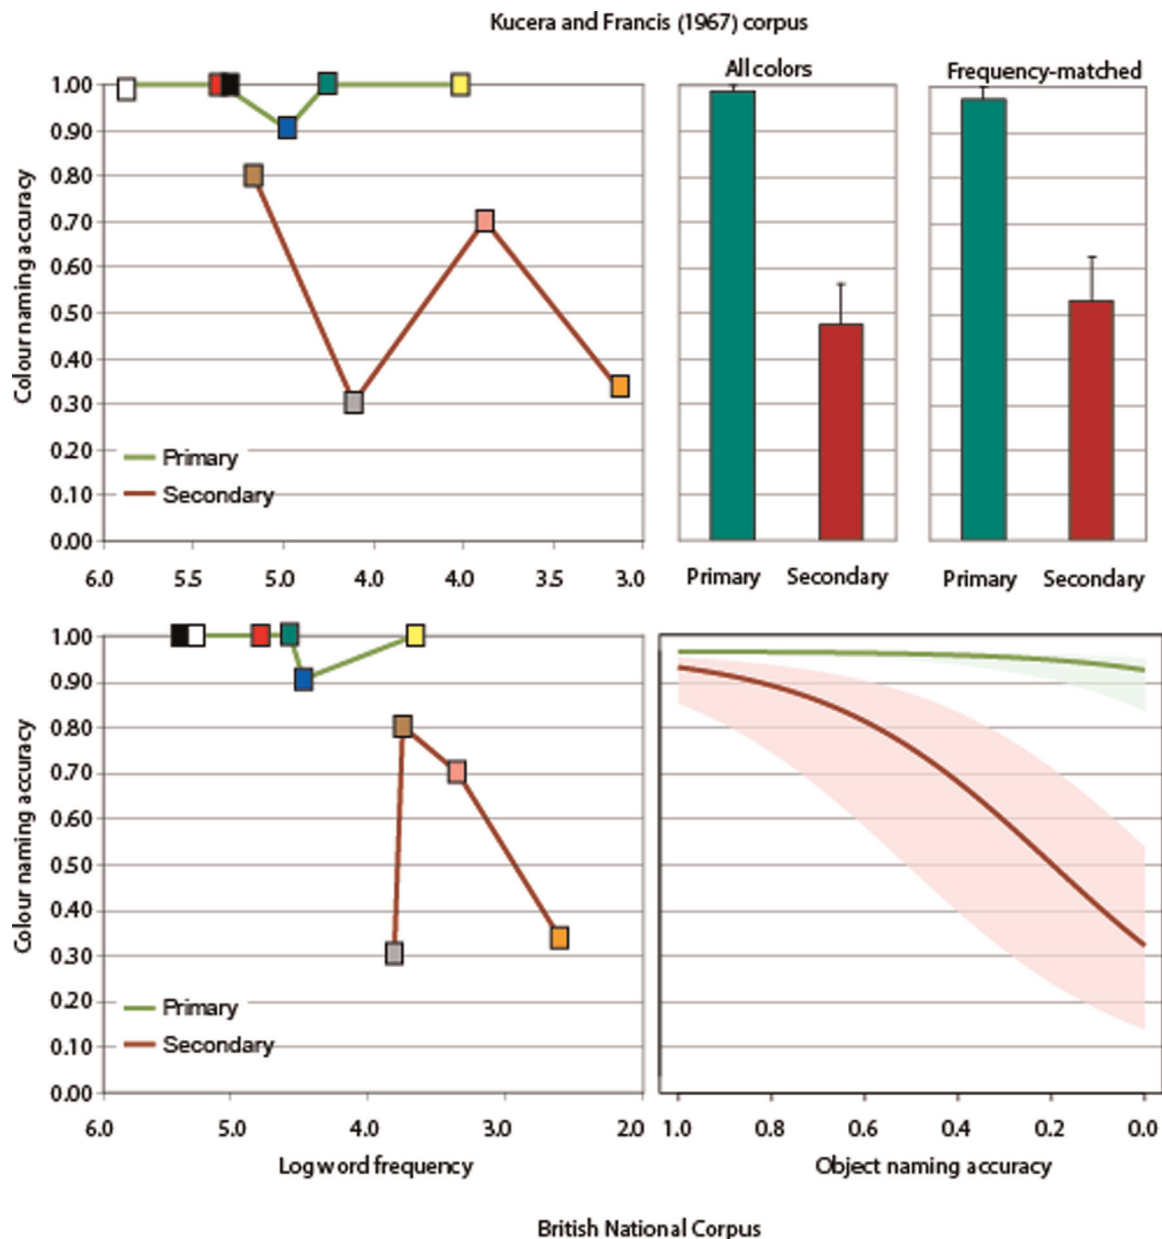 Kucera and Francis (1967) corpus
All colors
Frequency-matched
Colour naming accuracy
1.00
0.90
0.80
0.70
0.60
0.50
0.40
0.30
0.20
0.10
0.00
Primary
Secondary
6.0 5.5 5.0 4.0 4.0 3.5 3.0
Primary Secondary
Primary Secondary
Colour naming accuracy
1.00
0.90
0.80
0.70
0.60
0.50
0.40
0.30
0.20
0.10
0.00
Primary
Secondary
6.0 5.0 4.0 3.0 2.0
Log word frequency
1.0 0.8 0.6 0.4 0.2 0.0
Object naming accuracy
British National Corpus